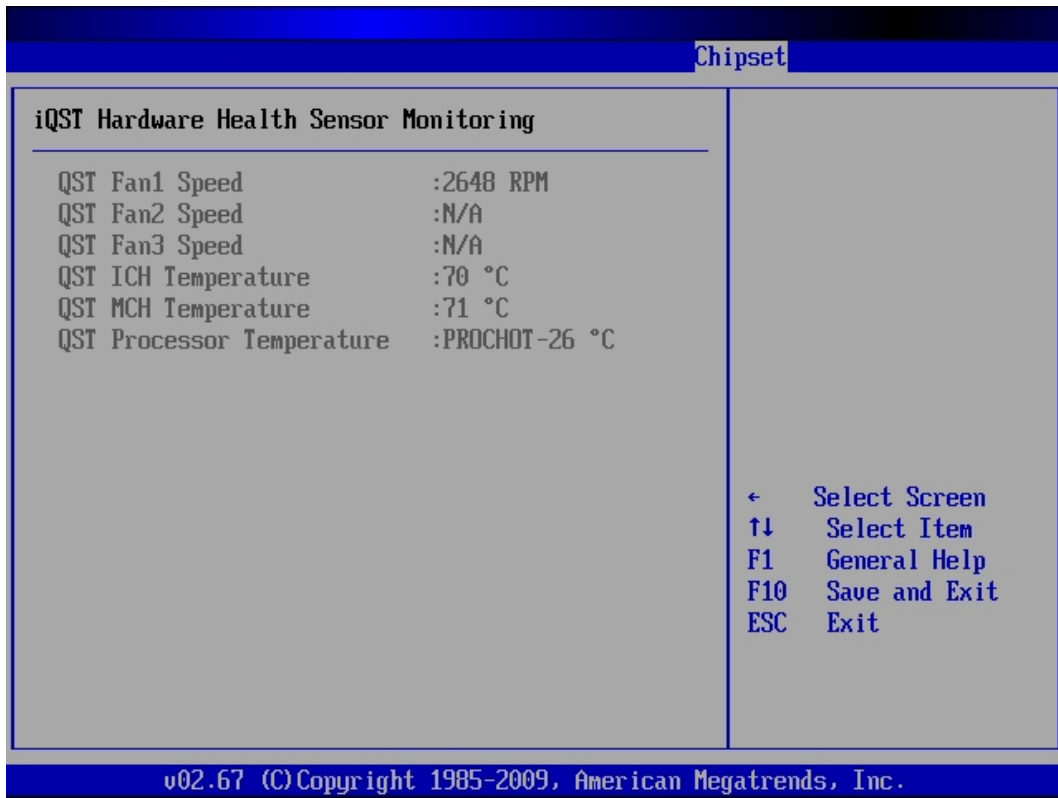 Chipset
iQST Hardware Health Sensor Monitoring
QST Fan1 Speed :2648 RPM
QST Fan2 Speed :N/A
QST Fan3 Speed :N/A
QST ICH Temperature :70 °C
QST MCH Temperature :71 °C
QST Processor Temperature :PROCHOT-26 °C
← Select Screen
↑↓ Select Item
F1 General Help
F10 Save and Exit
ESC Exit
v02.67 (C)Copyright 1985-2009, American Megatrends, Inc.